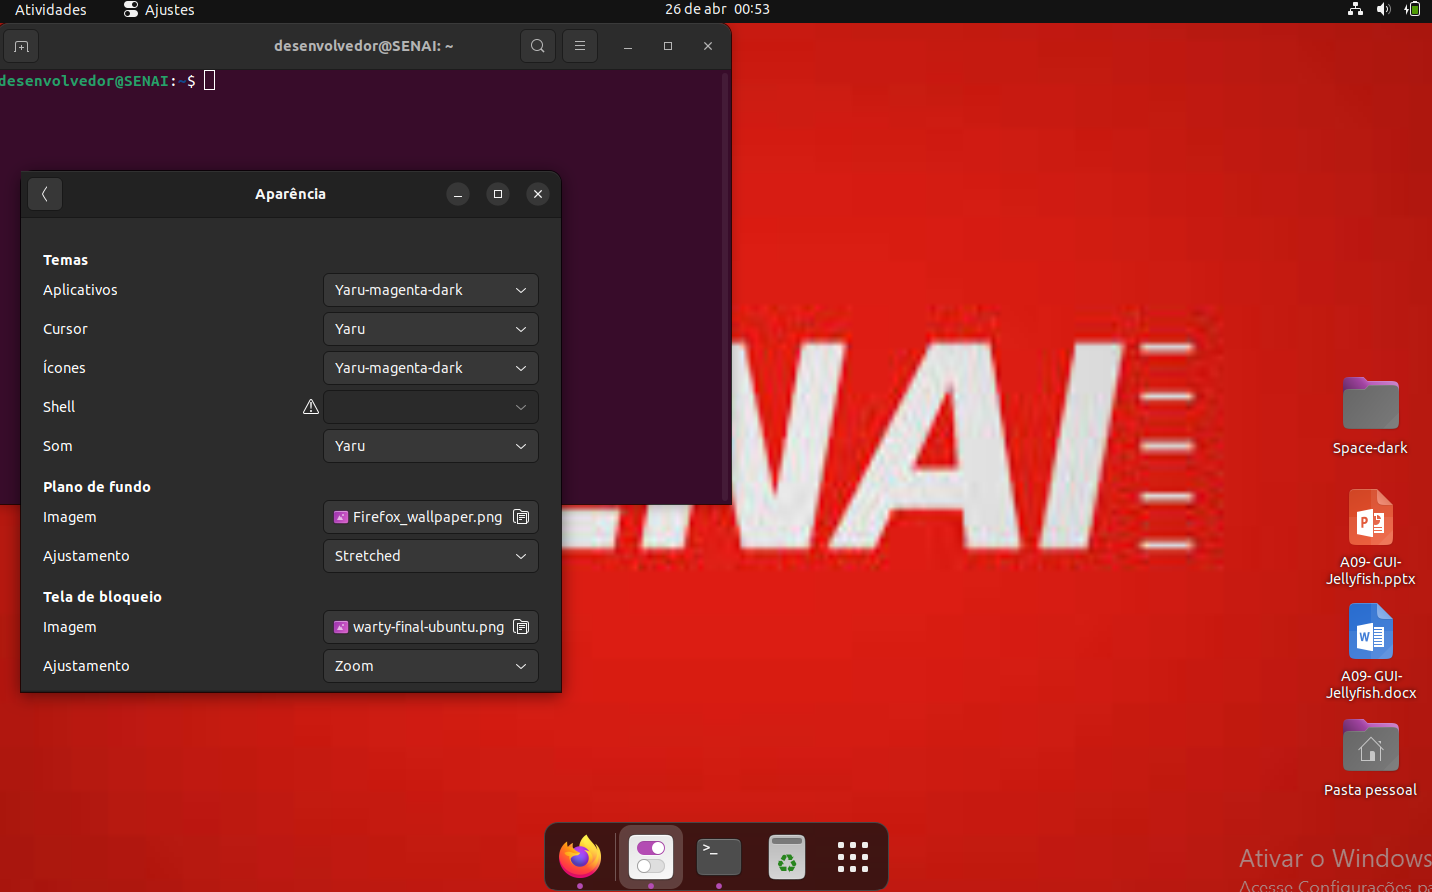 Atividades
Ajustes
26 de abr 00:53
desenvolvedor@SENAI: ~
desenvolvedor@SENAI:~$
Aparência
Temas
Aplicativos
Yaru-magenta-dark
Cursor
Yaru
Ícones
Yaru-magenta-dark
Shell
Som
Yaru
Plano de fundo
Imagem
Firefox_wallpaper.png
Ajustamento
Stretched
Tela de bloqueio
Imagem
warty-final-ubuntu.png
Ajustamento
Zoom
ENAI
Space-dark
P
A09- GUI-
Jellyfish.pptx
W
A09- GUI-
Jellyfish.docx
Pasta pessoal
>_
Ativar o Windows
Acesse Configurações pa